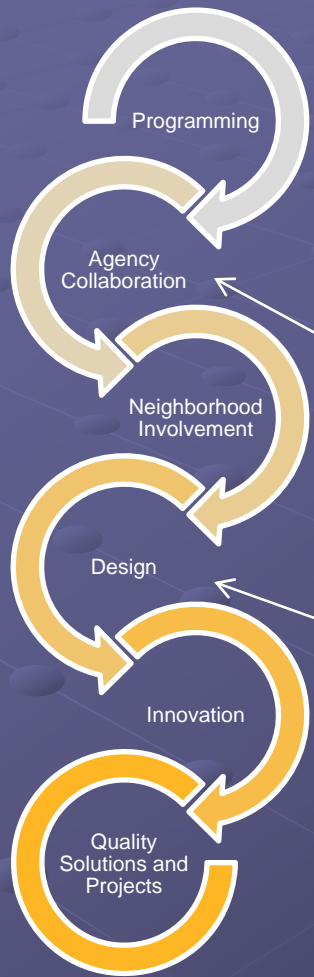 Programming
Agency
Collaboration
Neighborhood
Involvement
Design
Innovation
Quality
Solutions and
Projects